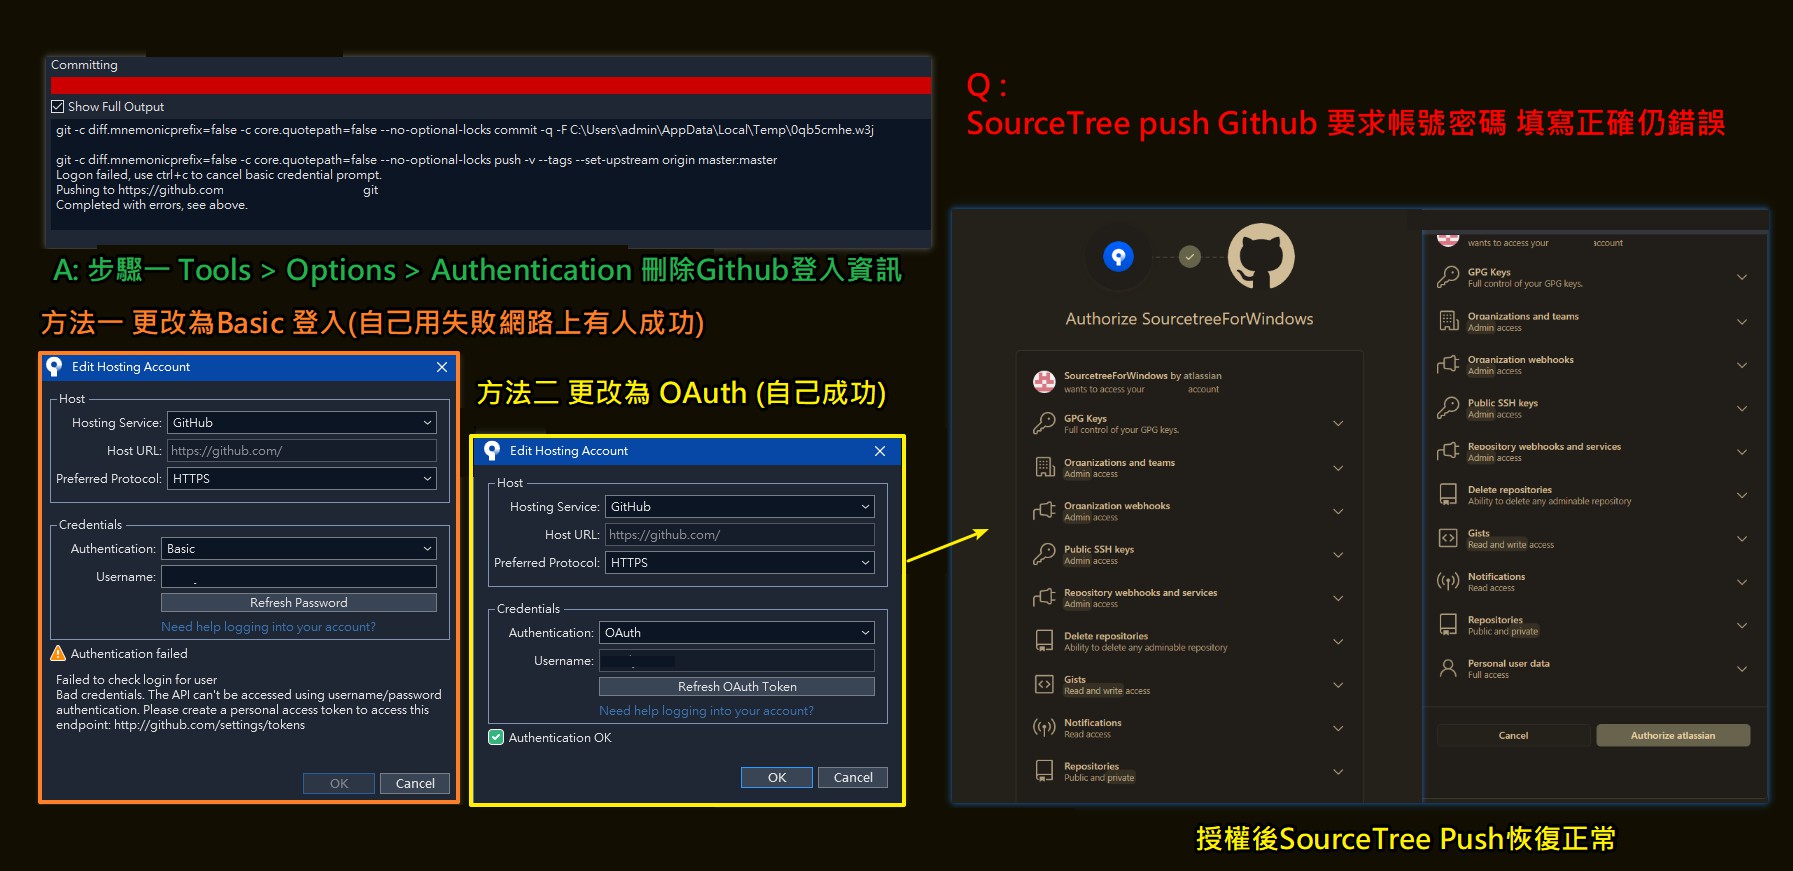 Committing
Show Full Output
git -c diff.mnemonicprefix=false -c core.quotepath=false --no-optional-locks commit -q -F C:\Users\admin\AppData\Local\Temp\0qb5cmhe.w3j
git -c diff.mnemonicprefix=false -c core.quotepath=false --no-optional-locks push -v --tags --set-upstream origin master:master
Logon failed, use ctrl+c to cancel basic credential prompt.
Pushing to https://github.com git
Completed with errors, see above.
Q :
SourceTree push Github 要求帳號密碼 填寫正確仍錯誤
A: 步驟一 Tools > Options > Authentication 刪除Github登入資訊
方法一 更改為Basic 登入(自己用失敗網路上有人成功)
Edit Hosting Account
Host
Hosting Service: GitHub
Host URL: https://github.com/
Preferred Protocol: HTTPS
Credentials
Authentication: Basic
Username:
Refresh Password
Need help logging into your account?
Authentication failed
Failed to check login for user
Bad credentials. The API can't be accessed using username/password
authentication. Please create a personal access token to access this
endpoint: http://github.com/settings/tokens
OK Cancel
方法二 更改為 OAuth (自己成功)
Edit Hosting Account
Host
Hosting Service: GitHub
Host URL: https://github.com/
Preferred Protocol: HTTPS
Credentials
Authentication: OAuth
Username:
Refresh OAuth Token
Need help logging into your account?
Authentication OK
OK Cancel
Authorize SourcetreeForWindows
SourcetreeForWindows by atlassian
wants to access your account
GPG Keys
Full control of your GPG keys.
Organizations and teams
Admin access
Organization webhooks
Admin access
Public SSH keys
Admin access
Repository webhooks and services
Admin access
Delete repositories
Ability to delete any adminable repository
Gists
Read and write access
Notifications
Read access
Repositories
Public and private
wants to access your account
GPG Keys
Full control of your GPG keys.
Organizations and teams
Admin access
Organization webhooks
Admin access
Public SSH keys
Admin access
Repository webhooks and services
Admin access
Delete repositories
Ability to delete any adminable repository
Gists
Read and write access
Notifications
Read access
Repositories
Public and private
Personal user data
Full access
Cancel Authorize atlassian
授權後SourceTree Push恢復正常